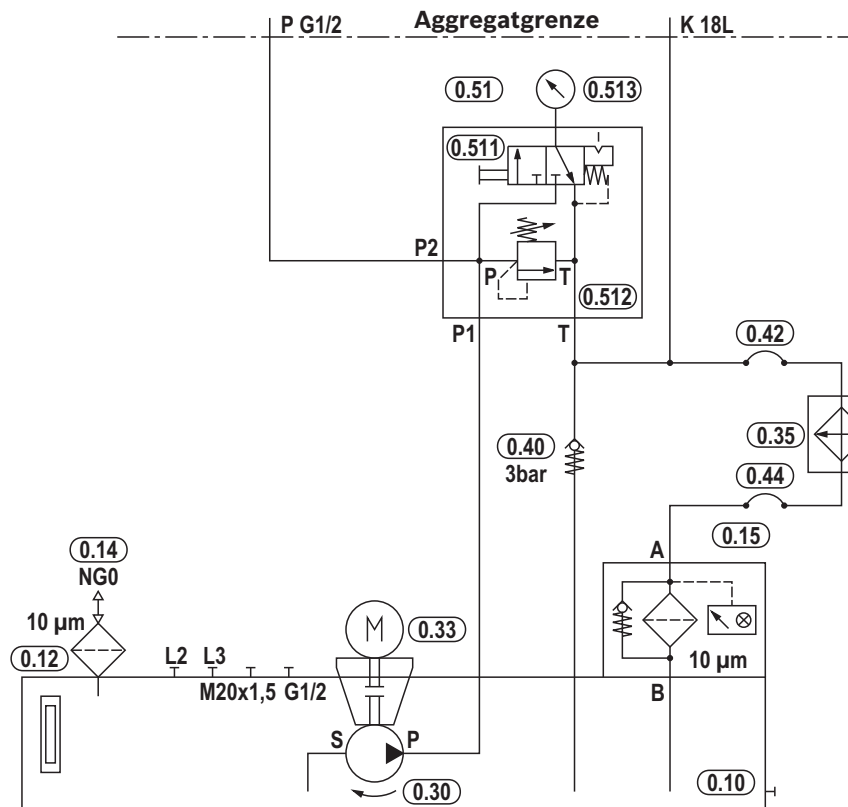 P G1/2 Aggregatgrenze K 18L
0.51 0.513
0.511
P2
P T
0.512
P1 T
0.42
0.40
3bar
0.35
0.44
0.15
A
0.14
NG0
10 µm
0.12
L2 L3
M20x1,5 G1/2
M
0.33
10 µm
B
S P
0.30
0.10